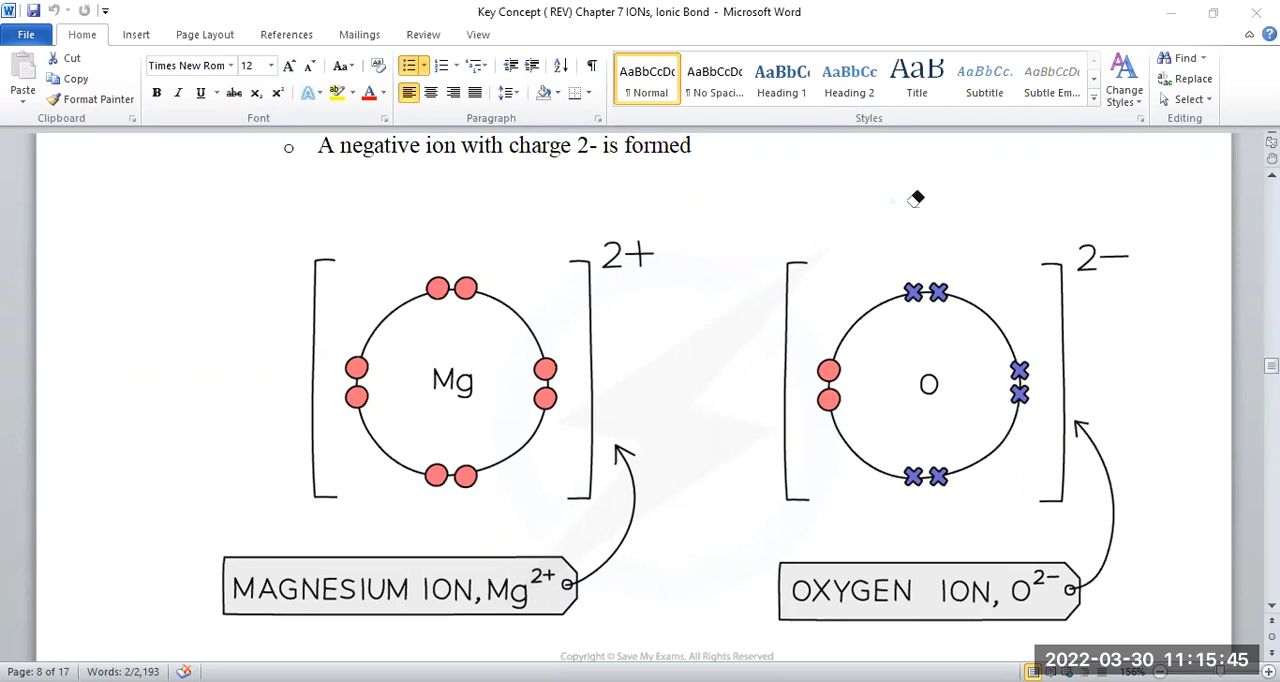 Key Concept ( REV) Chapter 7 IONs, Ionic Bond - Microsoft Word
File Home Insert Page Layout References Mailings Review View
Cut
Copy
Format Painter
Paste
Times New Rom 12
AaBbCcDc AaBbCcDc AaBbCc AaBbCc AaB AaBbCc. AaBbCcDc
¶ Normal ¶ No Spaci... Heading 1 Heading 2 Title Subtitle Subtle Em...
Change Styles
Find
Replace
Select
Clipboard Font Paragraph Styles Editing
o A negative ion with charge 2- is formed
2+
2−
Mg
O
MAGNESIUM ION, Mg2+
OXYGEN ION, O2−
Copyright © Save My Exams. All Rights Reserved
2022-03-30 11:15:45
Page: 8 of 17 Words: 2/2,193 156%